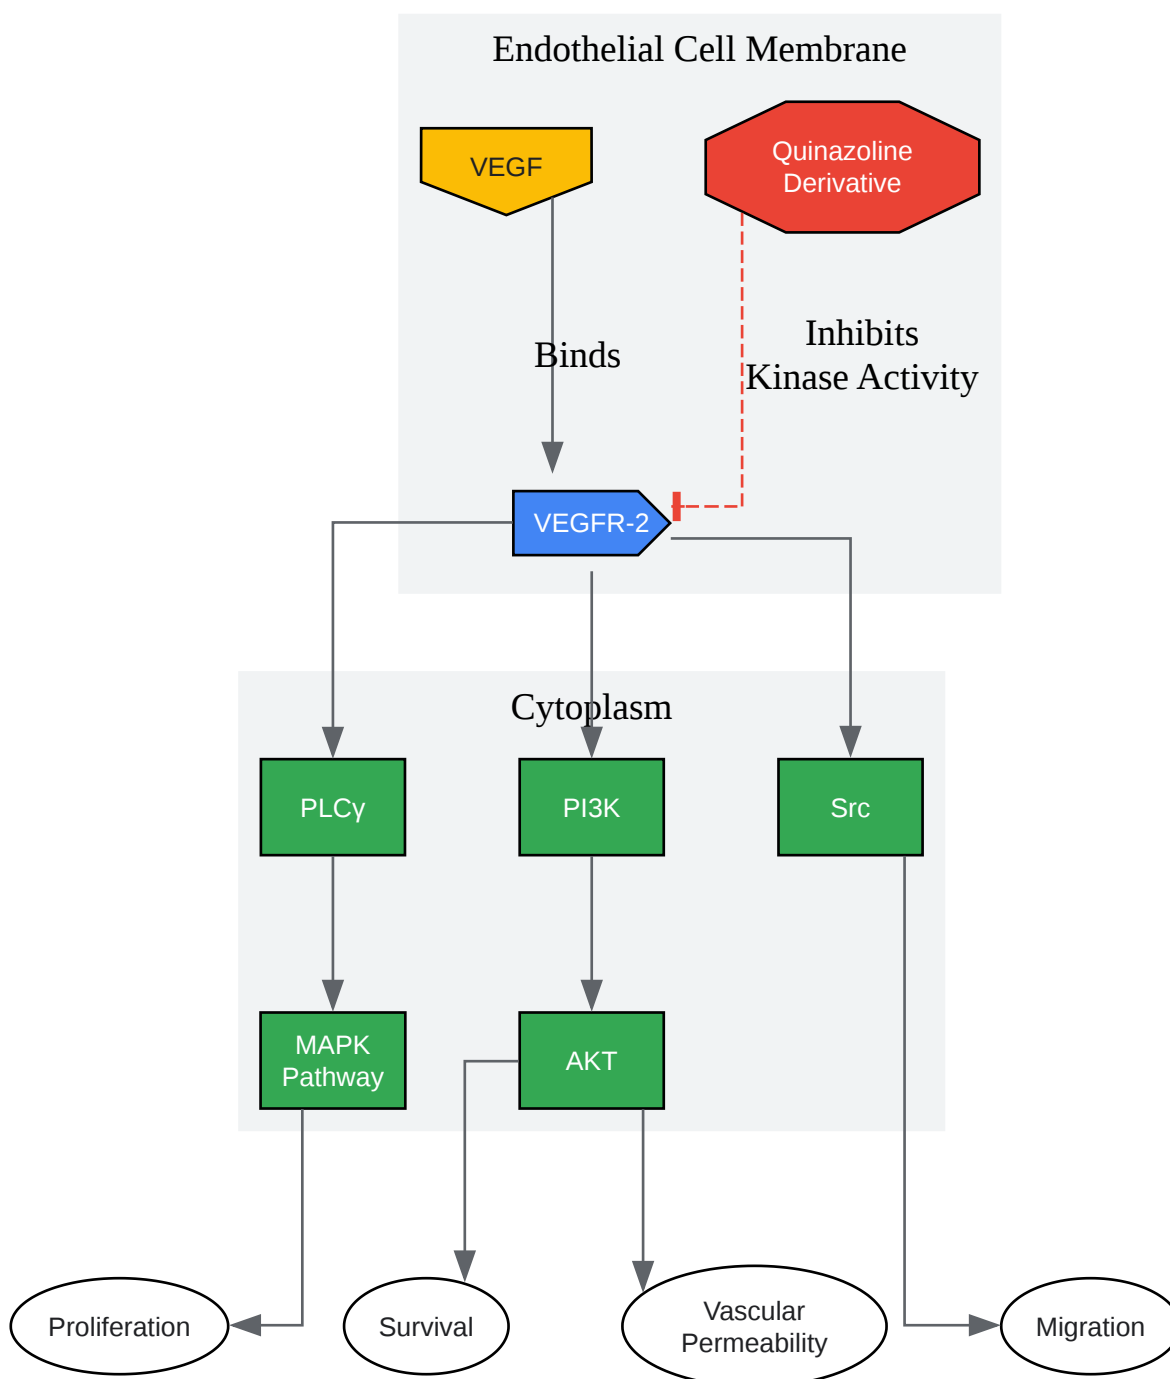 Endothelial Cell Membrane
VEGF
Quinazoline
Derivative
Binds
Inhibits
Kinase Activity
VEGFR-2
Cytoplasm
PLCγ
PI3K
Src
MAPK
Pathway
AKT
Proliferation
Survival
Vascular
Permeability
Migration